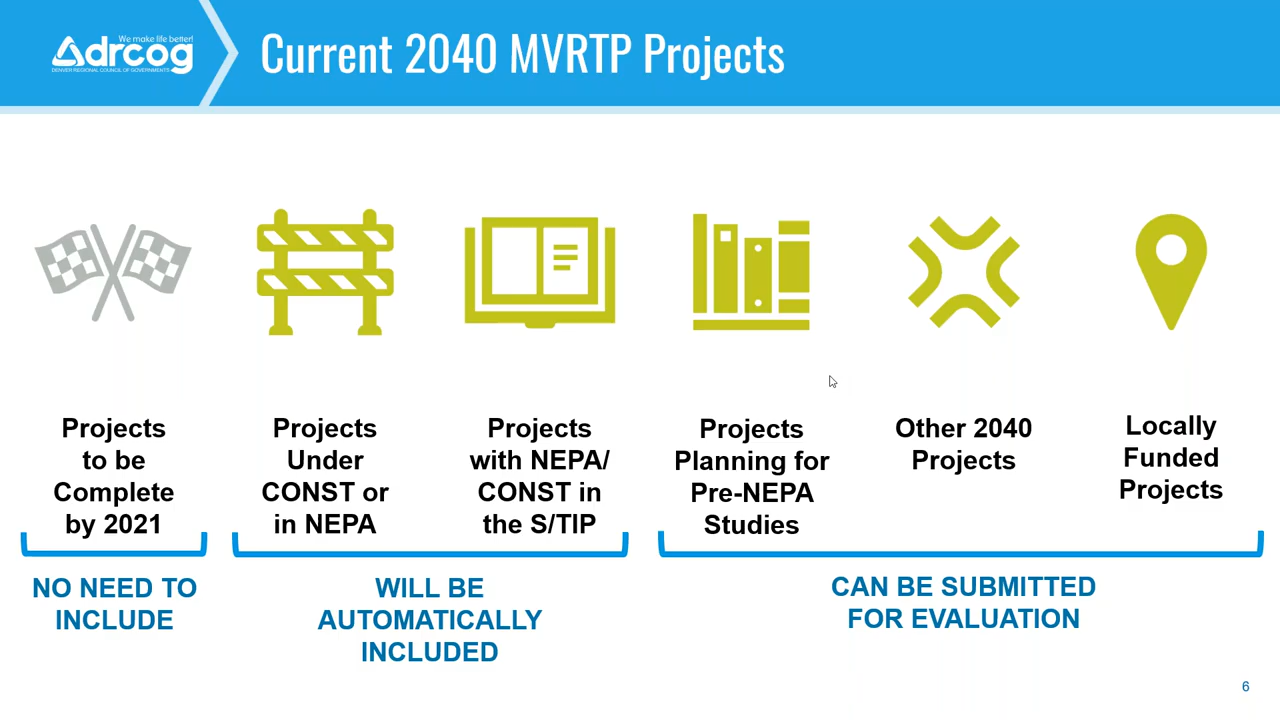 We make life better!
drcog
DENVER REGIONAL COUNCIL OF GOVERNMENTS
Current 2040 MVRTP Projects
Projects
to be
Complete
by 2021
Projects
Under
CONST or
in NEPA
Projects
with NEPA/
CONST in
the S/TIP
Projects
Planning for
Pre-NEPA
Studies
Other 2040
Projects
Locally
Funded
Projects
NO NEED TO
INCLUDE
WILL BE
AUTOMATICALLY
INCLUDED
CAN BE SUBMITTED
FOR EVALUATION
6